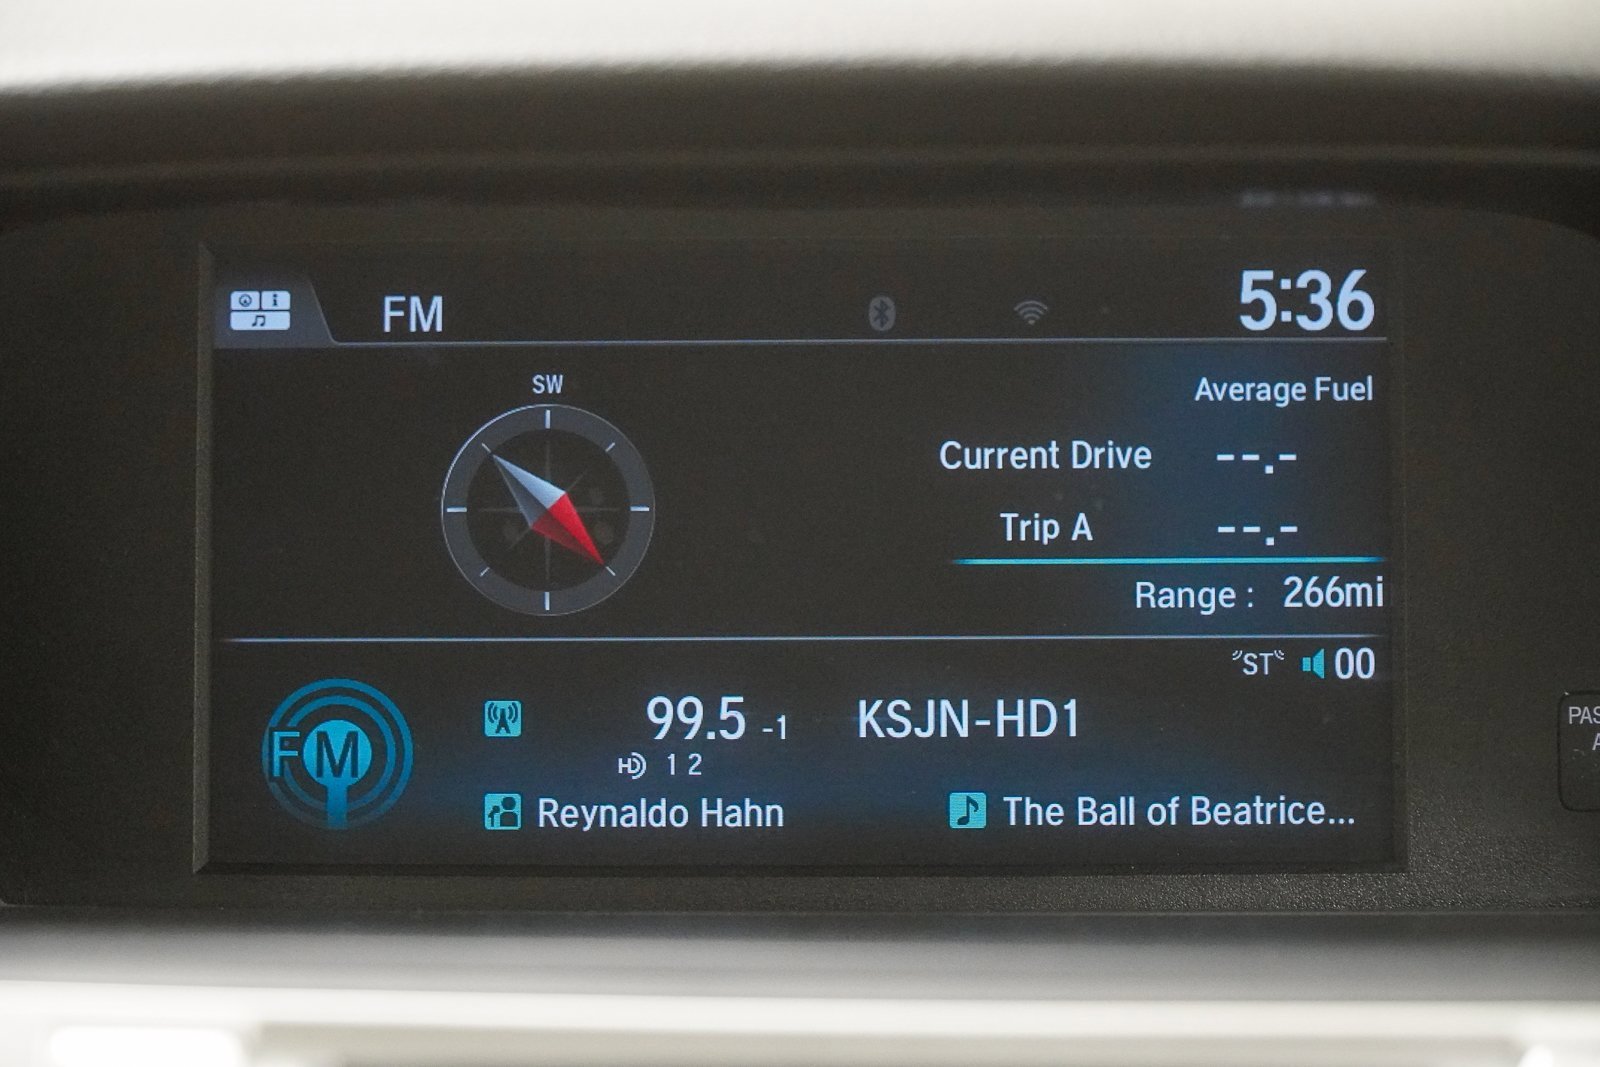 FM
5:36
SW
Average Fuel
Current Drive --.-
Trip A --.-
Range : 266mi
ST 00
FM
99.5 -1 KSJN-HD1
HD 1 2
Reynaldo Hahn
The Ball of Beatrice...
PAS
A